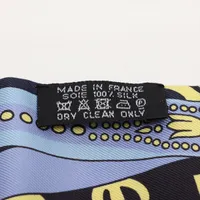 MADE IN FRANCE
SOIE 100% SILK
DRY CLEAN ONLY